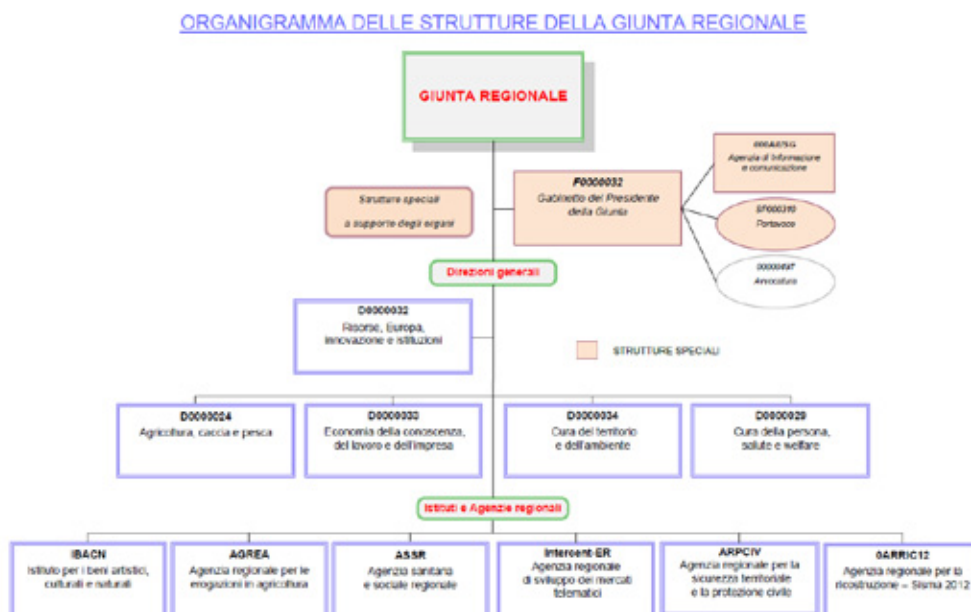 ORGANIGRAMMA DELLE STRUTTURE DELLA GIUNTA REGIONALE
GIUNTA REGIONALE
Agenzia di Informazione
e comunicazione
F0000032
Gabinetto del Presidente
della Giunta
Strutture speciali
a supporto degli organi
SP000310
Portavoce
Avvocatura
Direzioni generali
D0000032
Risorse, Europa,
innovazione e istituzioni
STRUTTURE SPECIALI
D0000024
Agricoltura, caccia e pesca
D0000033
Economia della conoscenza,
del lavoro e dell'impresa
D0000034
Cura del territorio
e dell'ambiente
D0000029
Cura della persona,
salute e welfare
Istituti e Agenzie regionali
IBACN
Istituto per i beni artistici,
culturali e naturali
AGREA
Agenzia regionale per le
erogazioni in agricoltura
ASSR
Agenzia sanitaria
e sociale regionale
Intercent-ER
Agenzia regionale
di sviluppo dei mercati
telematici
ARPCIV
Agenzia regionale per la
sicurezza territoriale
e la protezione civile
0ARRIC12
Agenzia regionale per la
ricostruzione – Sisma 2012